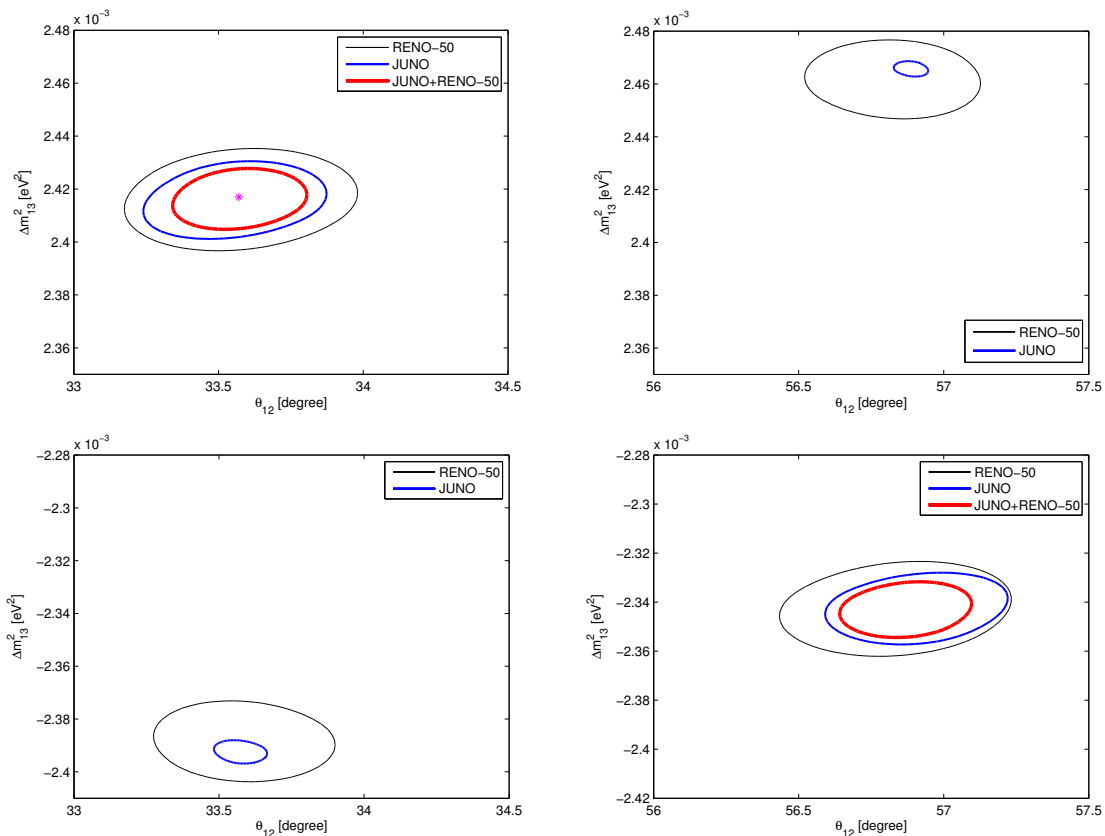 x 10⁻³
2.48
2.46
2.44
2.42
2.4
2.38
2.36
33
33.5
34
34.5
Δm²₁₃ [eV²]
θ₁₂ [degree]
RENO-50
JUNO
JUNO+RENO-50
x 10⁻³
2.48
2.46
2.44
2.42
2.4
2.38
2.36
56
56.5
57
57.5
Δm²₁₃ [eV²]
θ₁₂ [degree]
RENO-50
JUNO
x 10⁻³
−2.28
−2.3
−2.32
−2.34
−2.36
−2.38
−2.4
33
33.5
34
34.5
Δm²₁₃ [eV²]
θ₁₂ [degree]
RENO-50
JUNO
x 10⁻³
−2.28
−2.3
−2.32
−2.34
−2.36
−2.38
−2.4
−2.42
56
56.5
57
57.5
Δm²₁₃ [eV²]
θ₁₂ [degree]
RENO-50
JUNO
JUNO+RENO-50